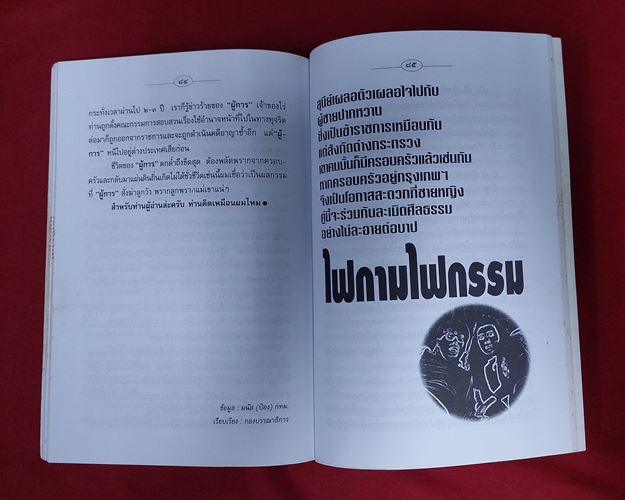 ๘๔
กระทั่งเวลาผ่านไป ๒-๓ ปี เราก็รู้ข่าวร้ายของ "ผู้การ" เจ้าของไร่
ท่านถูกตั้งคณะกรรมการสอบสวนเรื่องใช้อำนาจหน้าที่ไปในทางทุจริต
ต่อมาก็ถูกออกจากราชการและจะถูกดำเนินคดีอาญาซ้ำอีก แต่ "ผู้-
การ" หนีไปอยู่ต่างประเทศเสียก่อน
ชีวิตของ "ผู้การ" ตกต่ำถึงขีดสุด ต้องพลัดพรากจากครอบ-
ครัวและกลับมาแผ่นดินถิ่นเกิดไม่ได้ชั่วชีวิตเช่นนี้ผมเชื่อว่าเป็นผลกรรม
ที่ "ผู้การ" สั่งฆ่าลูกวัว พรากลูกพรากแม่เขาแน่ๆ
สำหรับท่านผู้อ่านล่ะครับ ท่านคิดเหมือนผมไหม
ข้อมูล : มนัส (ป๋อง) กทม.
เรียบเรียง : กองบรรณาธิการ
๘๕
สุนีย์เผลอตัวเผลอใจไปกับ
ผู้ชายปากหวาน
ซึ่งเป็นข้าราชการเหมือนกัน
แต่สังกัดต่างกระทรวง
เขาคนนั้นก็มีครอบครัวแล้วเช่นกัน
หากครอบครัวอยู่กรุงเทพฯ
จึงเป็นโอกาสสะดวกที่ชายหญิง
คู่นี้จะร่วมกันละเมิดศีลธรรม
อย่างไม่ละอายต่อบาป
ไฟกามไฟกรรม